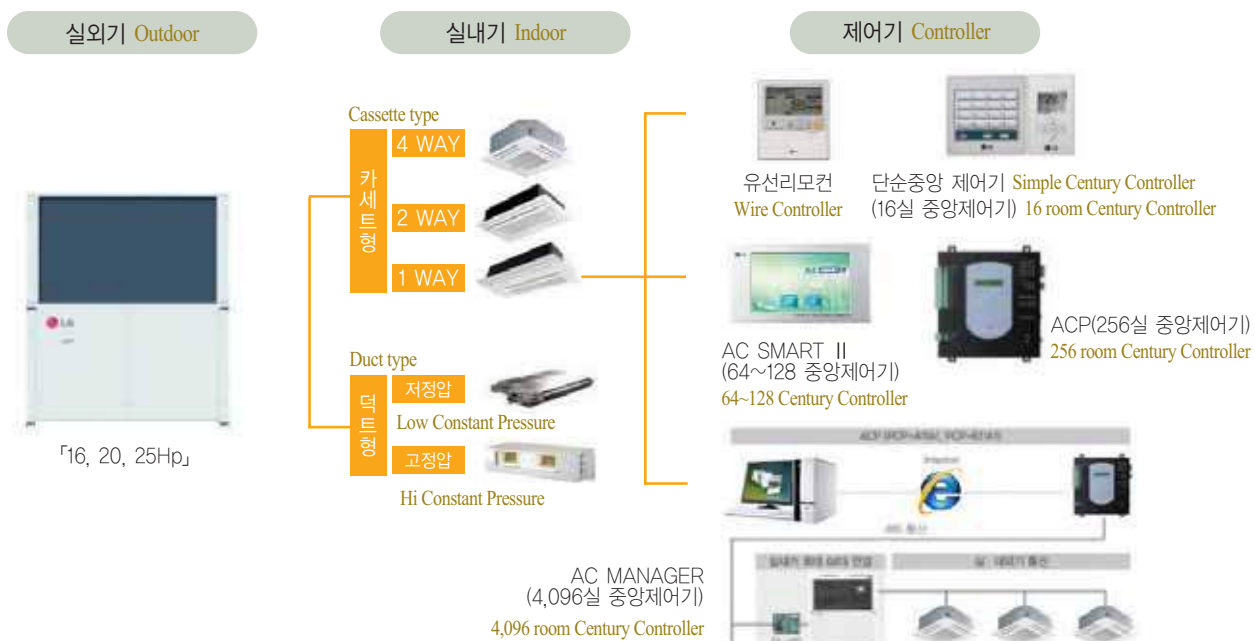 실외기 Outdoor
실내기 Indoor
제어기 Controller
Cassette type
카세트형
4 WAY
2 WAY
1 WAY
Duct type
덕트형
저정압
Low Constant Pressure
고정압
Hi Constant Pressure
LG
「16, 20, 25Hp」
유선리모컨
Wire Controller
단순중앙 제어기 Simple Century Controller
(16실 중앙제어기) 16 room Century Controller
AC SMART II
(64~128 중앙제어기)
64~128 Century Controller
ACP(256실 중앙제어기)
256 room Century Controller
AC MANAGER
(4,096실 중앙제어기)
4,096 room Century Controller